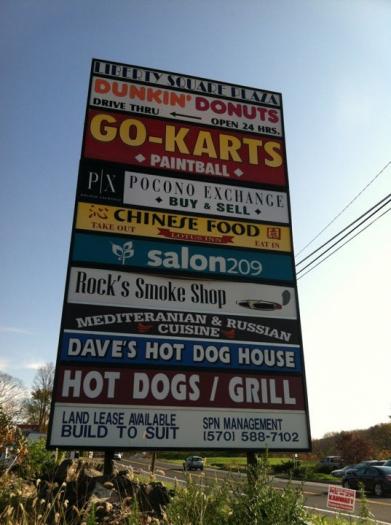 LIBERTY SQUARE PLAZA
DUNKIN' DONUTS
DRIVE THRU OPEN 24 HRS.
GO-KARTS
PAINTBALL
P X POCONO EXCHANGE
BUY & SELL
CHINESE FOOD
TAKE OUT LOTUS INN EAT IN
salon209
Rock's Smoke Shop
MEDITERANIAN & RUSSIAN
CUISINE
DAVE'S HOT DOG HOUSE
HOT DOGS / GRILL
LAND LEASE AVAILABLE SPN MANAGEMENT
BUILD TO SUIT (570) 588-7102